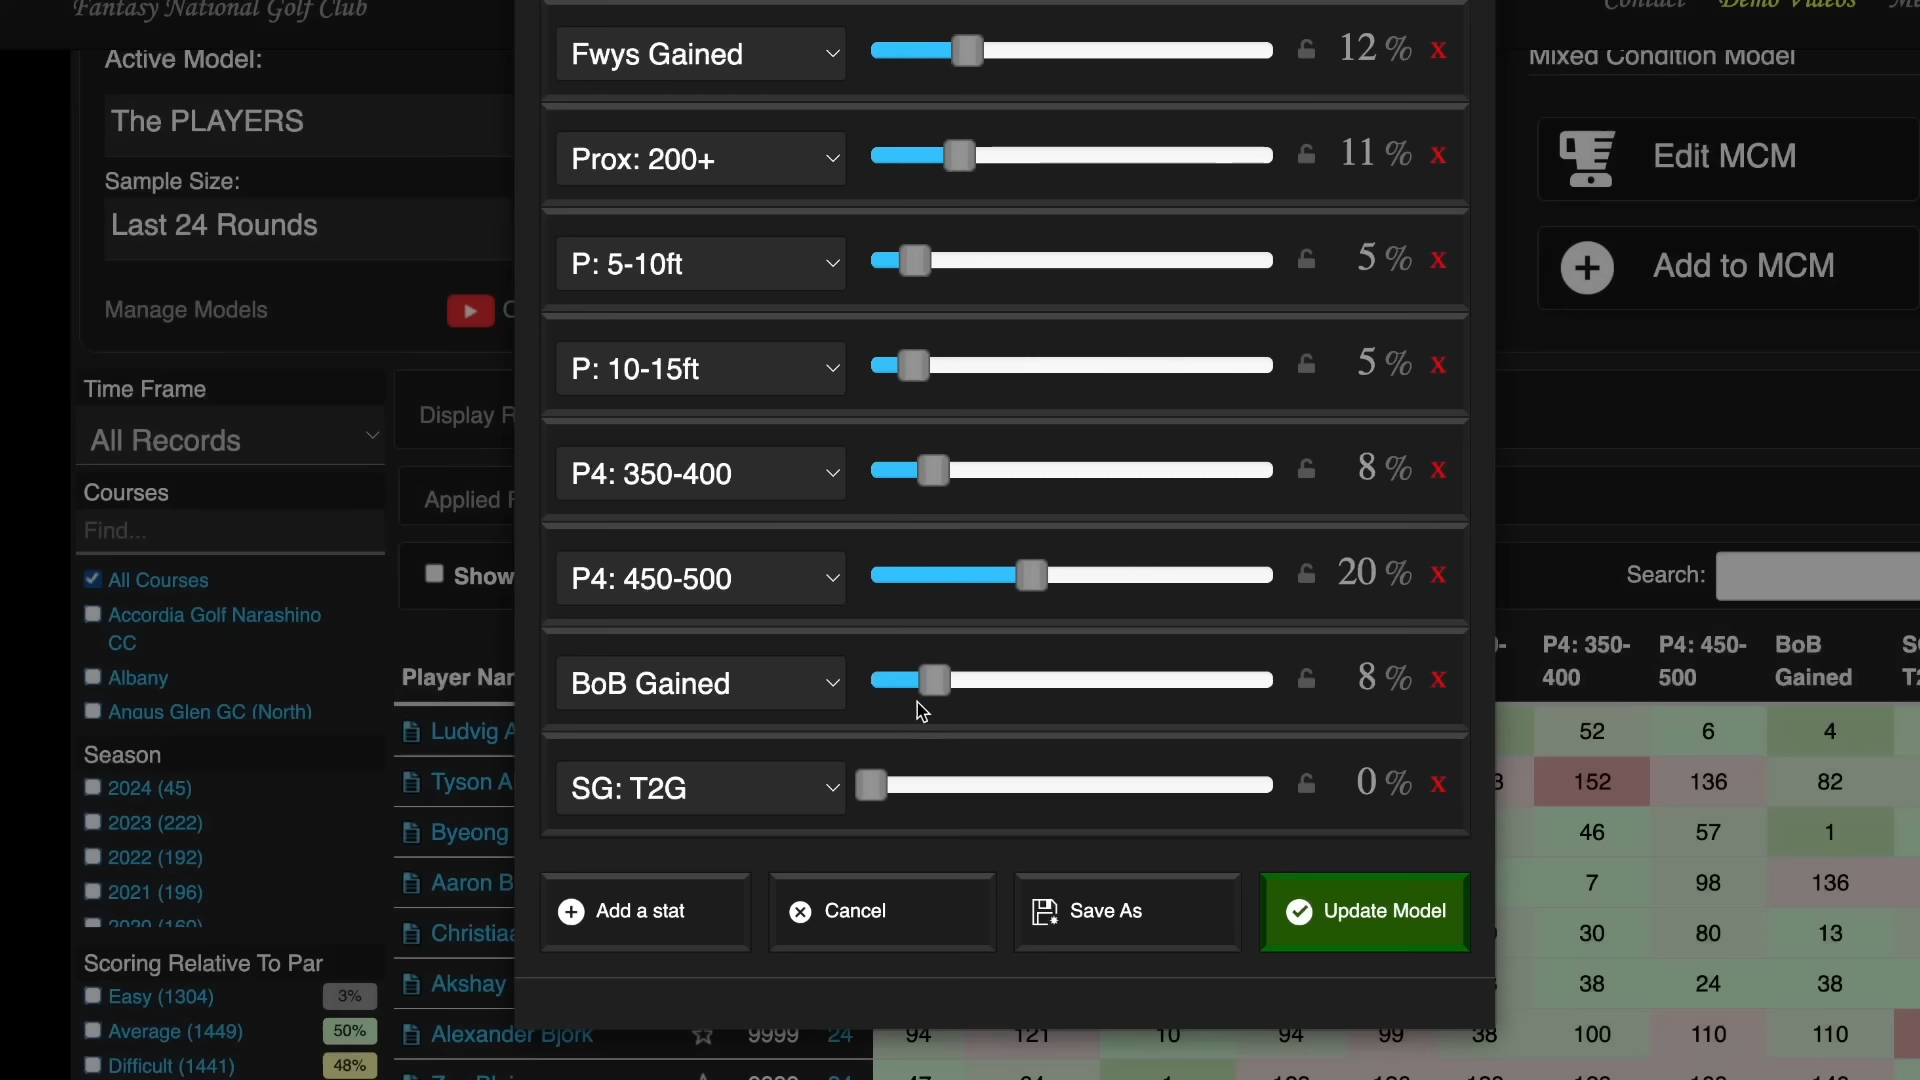 Fantasy National Golf Club
Contact
Demo Videos
Active Model:
The PLAYERS
Sample Size:
Last 24 Rounds
Manage Models
Time Frame
All Records
Courses
Find...
All Courses
Accordia Golf Narashino
CC
Albany
Angus Glen GC (North)
Season
2024 (45)
2023 (222)
2022 (192)
2021 (196)
2020 (160)
Scoring Relative To Par
Easy (1304) 3%
Average (1449) 50%
Difficult (1441) 48%
Display
Applied
Show
Player Nar
Ludvig A
Tyson A
Byeong
Aaron B
Christiaa
Akshay
Alexander Bjork 9999 24 94 121 10 94 99 38 100 110 110
Fwys Gained 12 % x
Prox: 200+ 11 % x
P: 5-10ft 5 % x
P: 10-15ft 5 % x
P4: 350-400 8 % x
P4: 450-500 20 % x
BoB Gained 8 % x
SG: T2G 0 % x
Add a stat
Cancel
Save As
Update Model
Mixed Condition Model
Edit MCM
Add to MCM
Search:
P4: 350-
400
P4: 450-
500
BoB
Gained
52 6 4
152 136 82
46 57 1
7 98 136
30 80 13
38 24 38